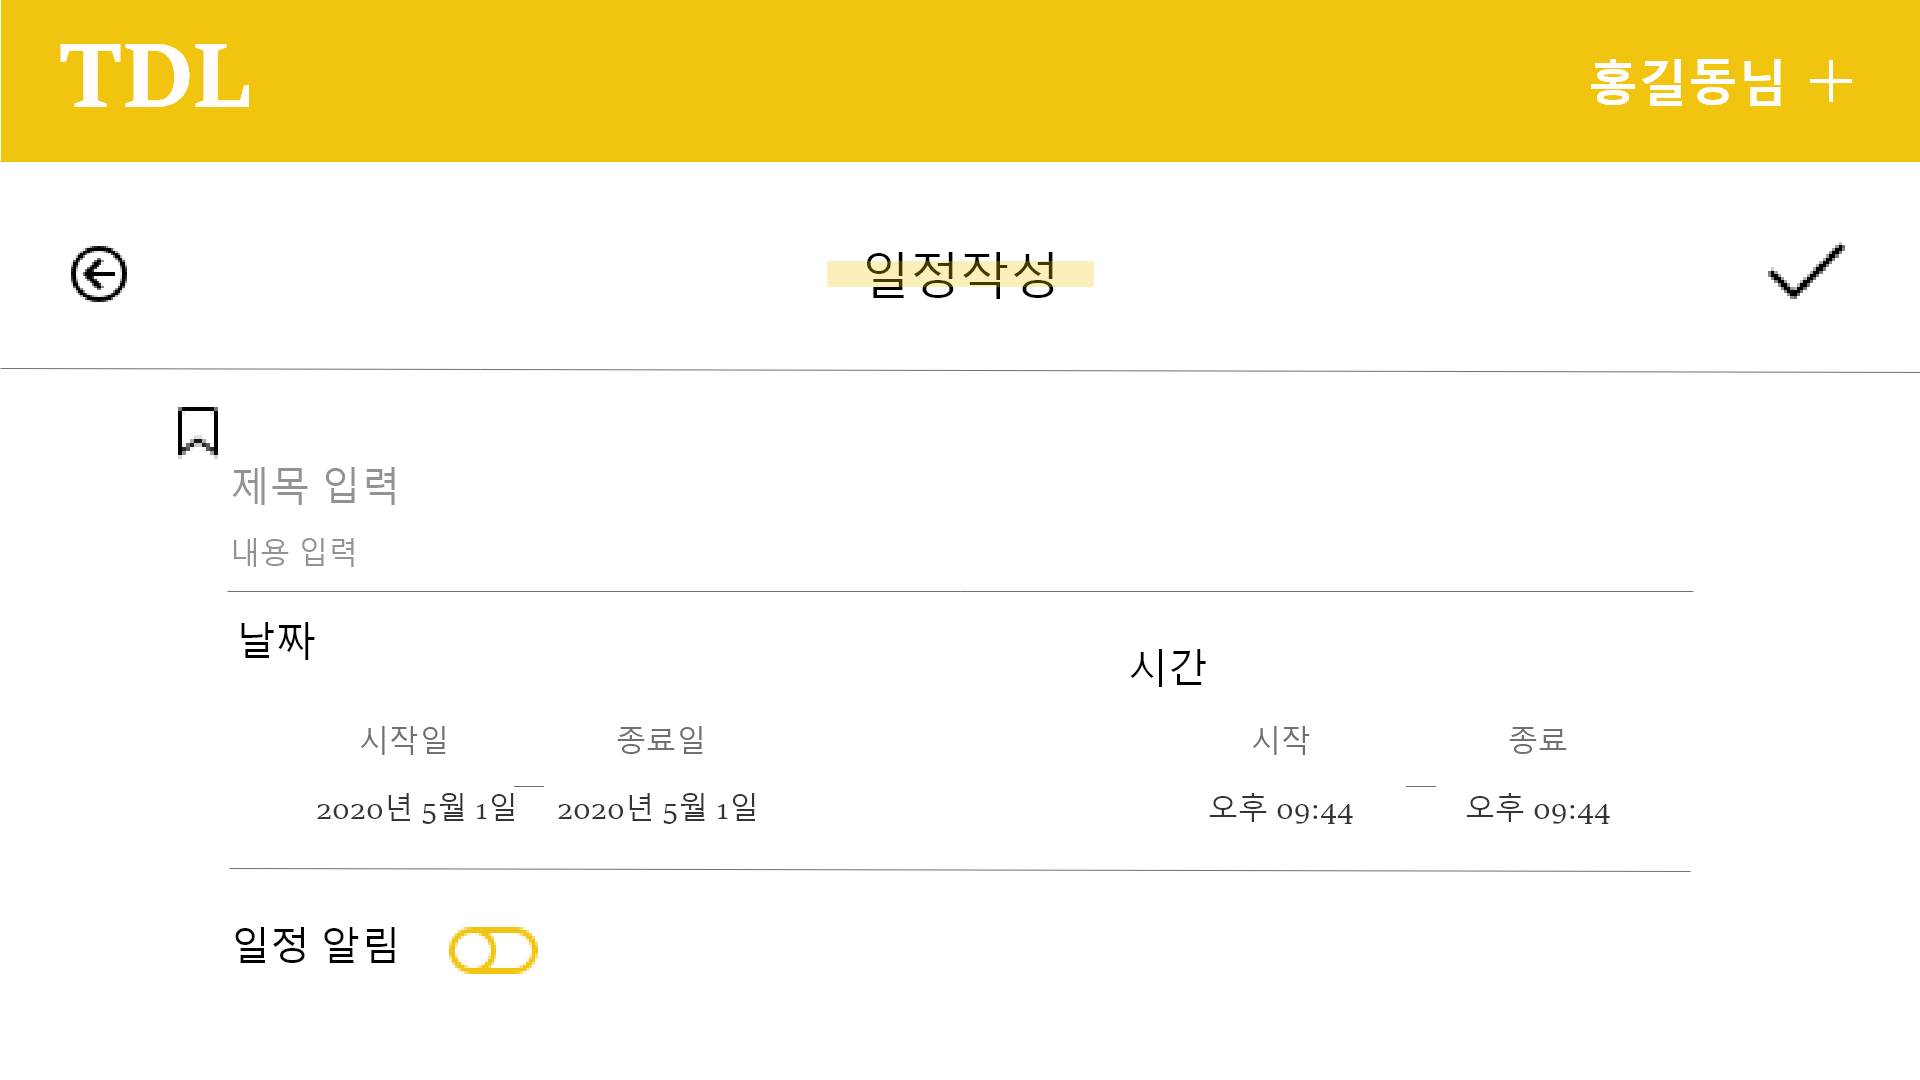 TDL
홍길동님
일정작성
제목 입력
내용 입력
날짜
시작일 종료일
2020년 5월 1일 — 2020년 5월 1일
시간
시작 종료
오후 09:44 — 오후 09:44
일정 알림